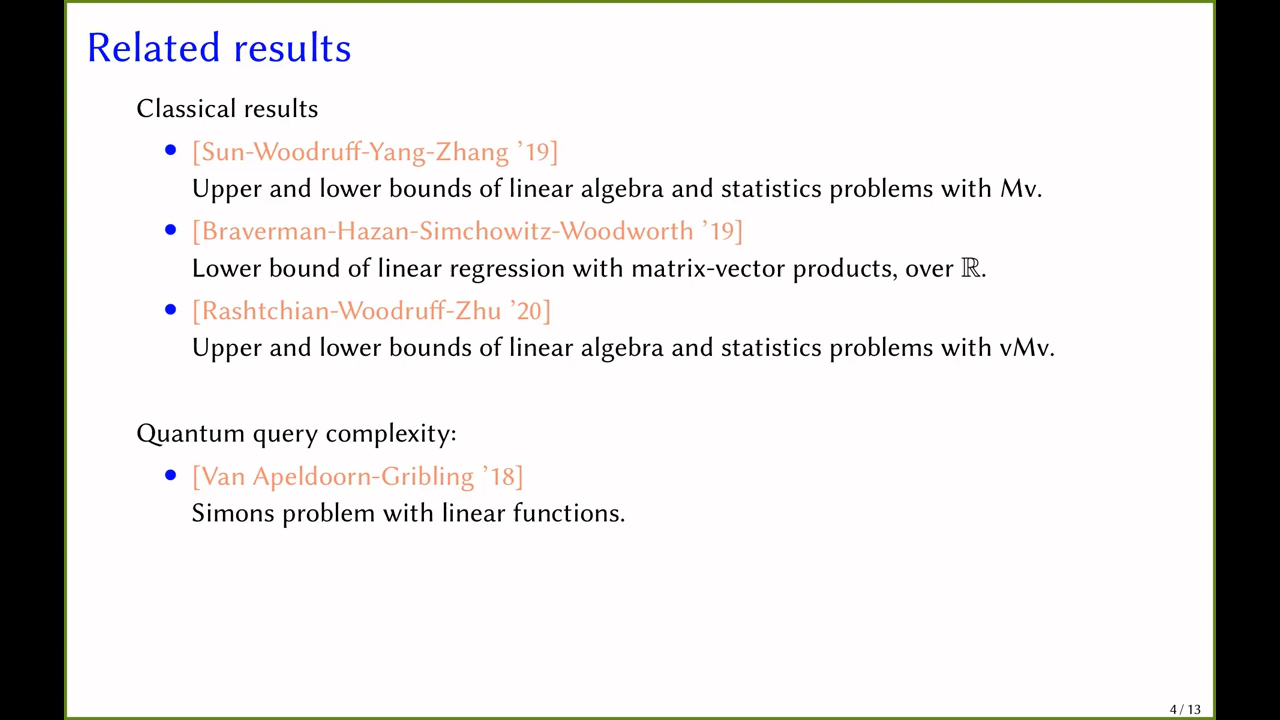 Related results
Classical results
• [Sun-Woodruff-Yang-Zhang ’19]
Upper and lower bounds of linear algebra and statistics problems with Mv.
• [Braverman-Hazan-Simchowitz-Woodworth ’19]
Lower bound of linear regression with matrix-vector products, over ℝ.
• [Rashtchian-Woodruff-Zhu ’20]
Upper and lower bounds of linear algebra and statistics problems with vMv.
Quantum query complexity:
• [Van Apeldoorn-Gribling ’18]
Simons problem with linear functions.
4 / 13